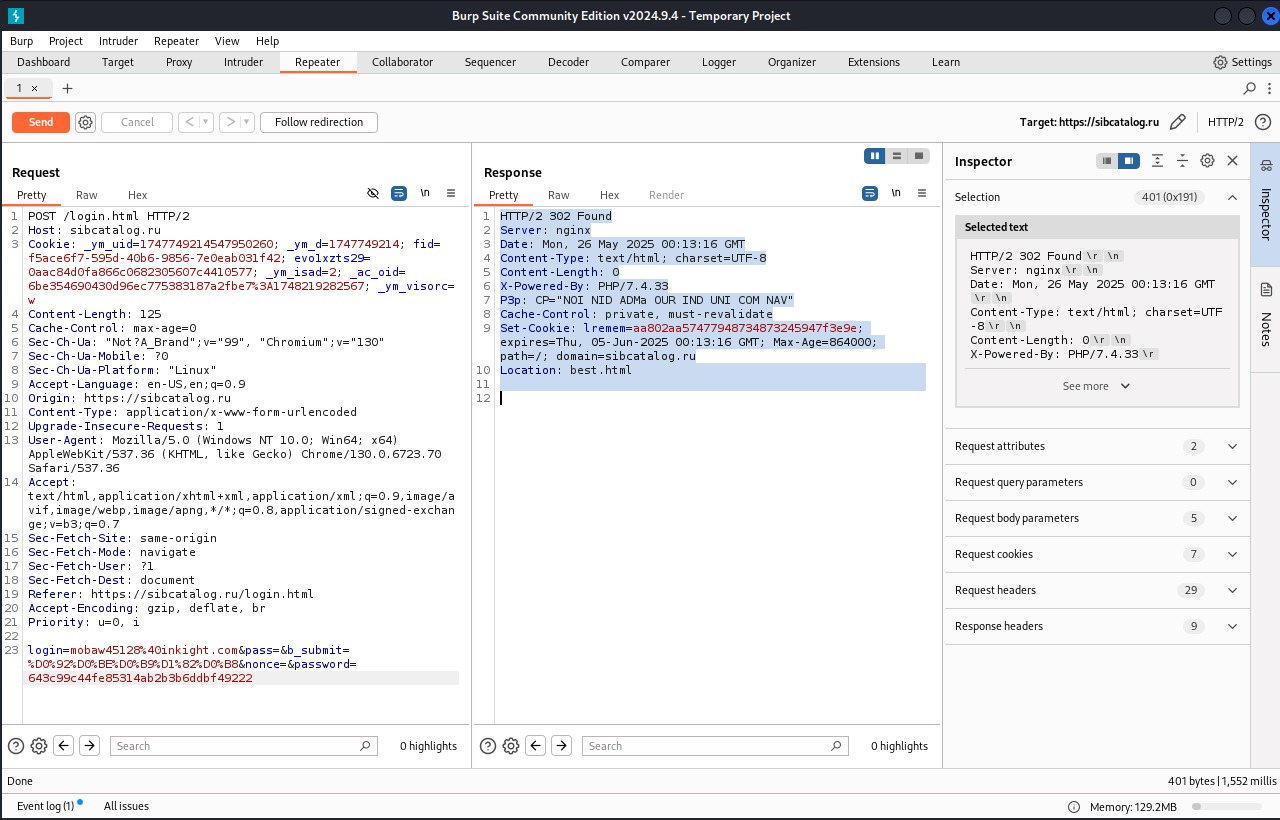 Burp Suite Community Edition v2024.9.4 - Temporary Project
Burp Project Intruder Repeater View Help
Dashboard Target Proxy Intruder Repeater Collaborator Sequencer Decoder Comparer Logger Organizer Extensions Learn Settings
1 × +
Send Cancel < > Follow redirection Target: https://sibcatalog.ru HTTP/2
Request
Pretty Raw Hex \n
1 POST /login.html HTTP/2
2 Host: sibcatalog.ru
3 Cookie: _ym_uid=1747749214547950260; _ym_d=1747749214; fid=
f5ace6f7-595d-40b6-9856-7e0eab031f42; evo1xzts29=
0aac84d0fa866c0682305607c4410577; _ym_isad=2; _ac_oid=
6be354690430d96ec775383187a2fbe7%3A1748219282567; _ym_visorc=
w
4 Content-Length: 125
5 Cache-Control: max-age=0
6 Sec-Ch-Ua: "Not?A_Brand";v="99", "Chromium";v="130"
7 Sec-Ch-Ua-Mobile: ?0
8 Sec-Ch-Ua-Platform: "Linux"
9 Accept-Language: en-US,en;q=0.9
10 Origin: https://sibcatalog.ru
11 Content-Type: application/x-www-form-urlencoded
12 Upgrade-Insecure-Requests: 1
13 User-Agent: Mozilla/5.0 (Windows NT 10.0; Win64; x64)
AppleWebKit/537.36 (KHTML, like Gecko) Chrome/130.0.6723.70
Safari/537.36
14 Accept:
text/html,application/xhtml+xml,application/xml;q=0.9,image/a
vif,image/webp,image/apng,*/*;q=0.8,application/signed-exchan
ge;v=b3;q=0.7
15 Sec-Fetch-Site: same-origin
16 Sec-Fetch-Mode: navigate
17 Sec-Fetch-User: ?1
18 Sec-Fetch-Dest: document
19 Referer: https://sibcatalog.ru/login.html
20 Accept-Encoding: gzip, deflate, br
21 Priority: u=0, i
22
23 login=mobaw45128%40inkight.com&pass=&b_submit=
%D0%92%D0%BE%D0%B9%D1%82%D0%B8&nonce=&password=
643c99c44fe85314ab2b3b6ddbf49222
Search 0 highlights
Response
Pretty Raw Hex Render \n
1 HTTP/2 302 Found
2 Server: nginx
3 Date: Mon, 26 May 2025 00:13:16 GMT
4 Content-Type: text/html; charset=UTF-8
5 Content-Length: 0
6 X-Powered-By: PHP/7.4.33
7 P3p: CP="NOI NID ADMa OUR IND UNI COM NAV"
8 Cache-Control: private, must-revalidate
9 Set-Cookie: lremem=aa802aa57477948734873245947f3e9e;
expires=Thu, 05-Jun-2025 00:13:16 GMT; Max-Age=864000;
path=/; domain=sibcatalog.ru
10 Location: best.html
11
12
Search 0 highlights
Inspector
Selection 401 (0x191)
Selected text
HTTP/2 302 Found\r \n
Server: nginx\r \n
Date: Mon, 26 May 2025 00:13:16 GMT
\r \n
Content-Type: text/html; charset=UTF
-8\r \n
Content-Length: 0\r \n
X-Powered-By: PHP/7.4.33\r
See more
Request attributes 2
Request query parameters 0
Request body parameters 5
Request cookies 7
Request headers 29
Response headers 9
Inspector
Notes
Done 401 bytes | 1,552 millis
Event log (1) All issues Memory: 129.2MB